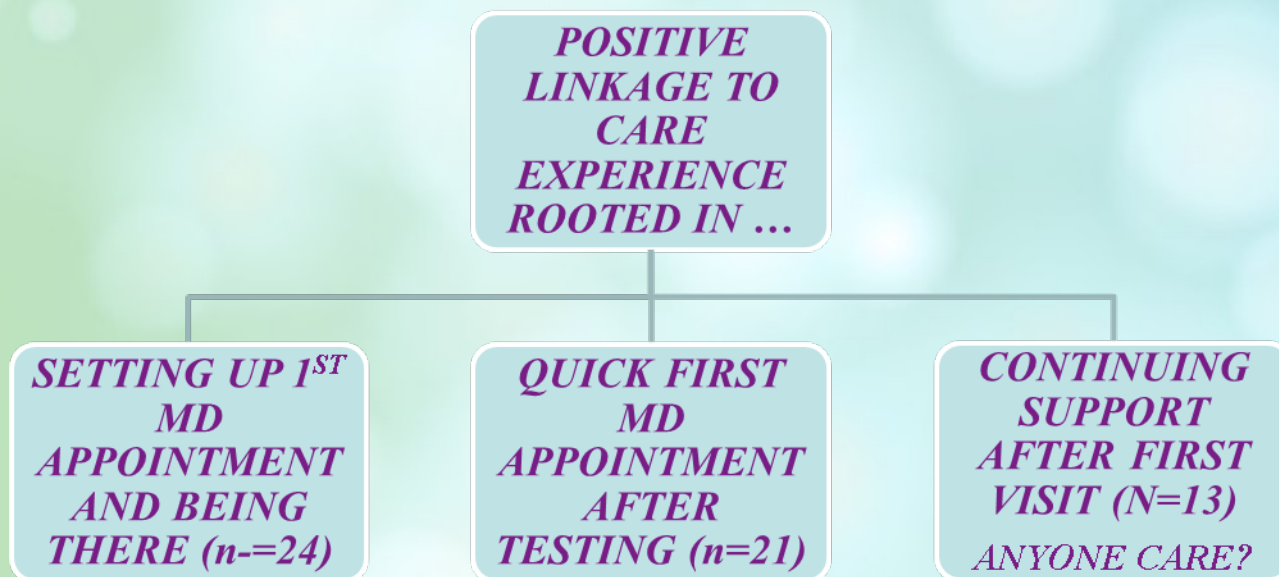 POSITIVE
LINKAGE TO
CARE
EXPERIENCE
ROOTED IN …
SETTING UP 1ST
MD
APPOINTMENT
AND BEING
THERE (n-=24)
QUICK FIRST
MD
APPOINTMENT
AFTER
TESTING (n=21)
CONTINUING
SUPPORT
AFTER FIRST
VISIT (N=13)
ANYONE CARE?